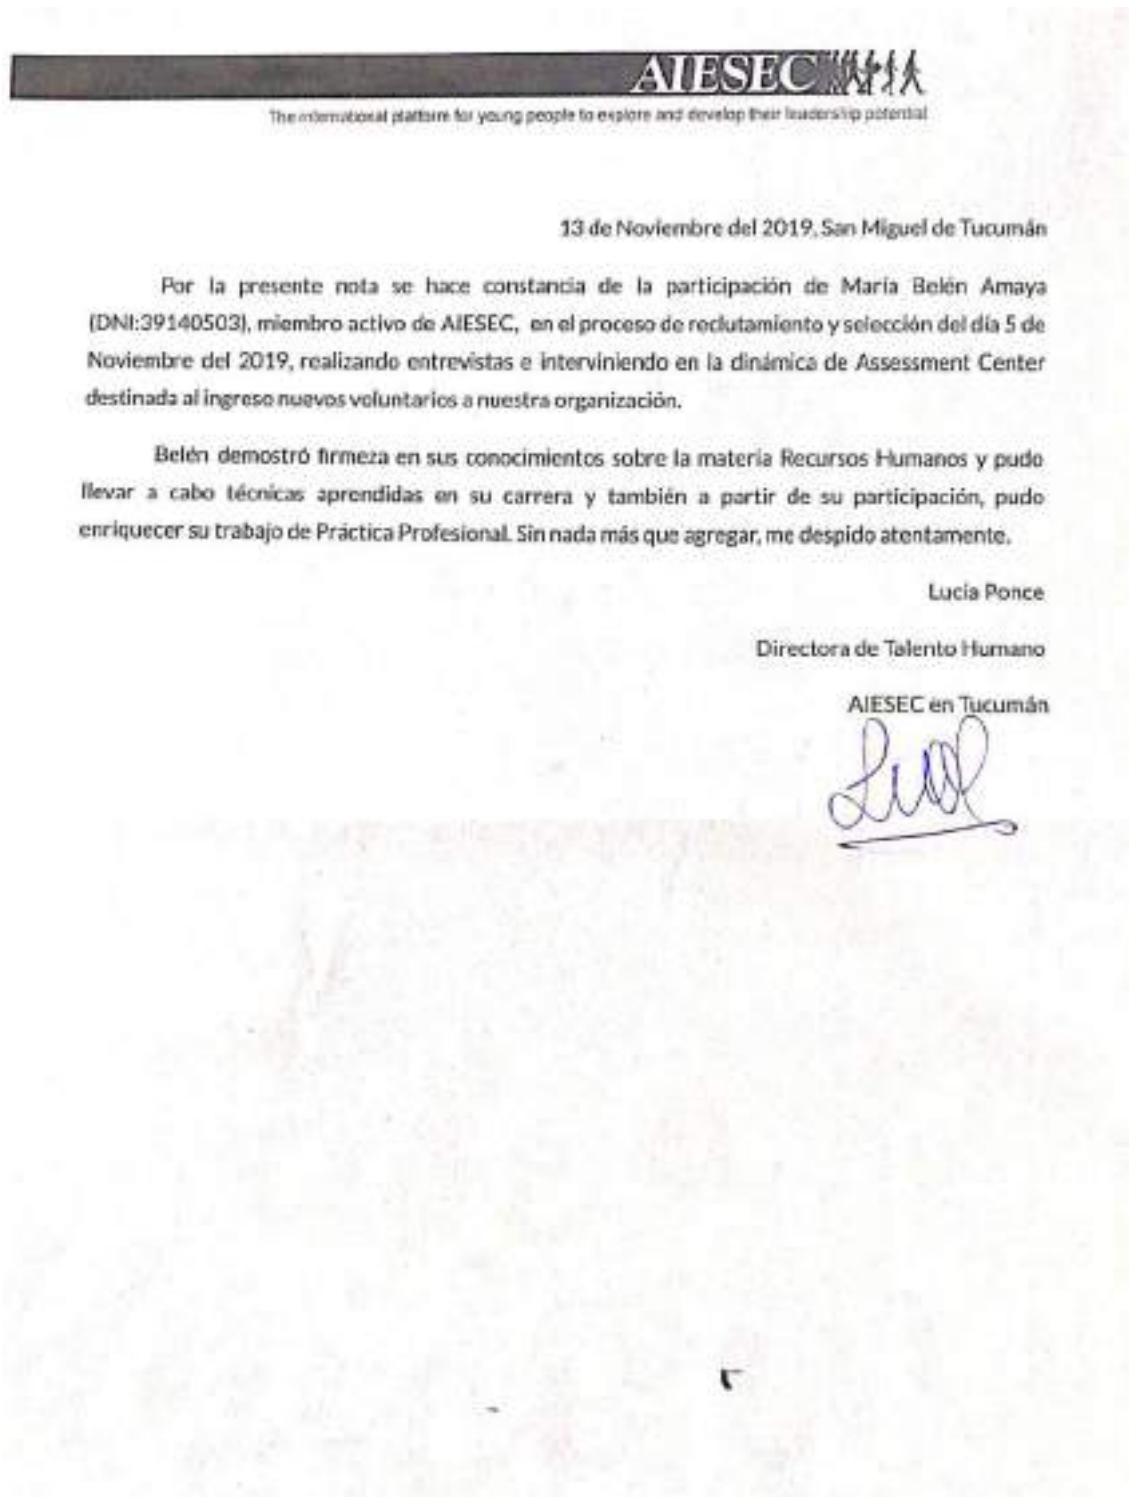 AIESEC
The international platform for young people to explore and develop their leadership potential
13 de Noviembre del 2019, San Miguel de Tucumán
Por la presente nota se hace constancia de la participación de María Belén Amaya
(DNI:39140503), miembro activo de AIESEC, en el proceso de reclutamiento y selección del día 5 de
Noviembre del 2019, realizando entrevistas e interviniendo en la dinámica de Assessment Center
destinada al ingreso nuevos voluntarios a nuestra organización.
Belén demostró firmeza en sus conocimientos sobre la materia Recursos Humanos y pudo
llevar a cabo técnicas aprendidas en su carrera y también a partir de su participación, pudo
enriquecer su trabajo de Práctica Profesional. Sin nada más que agregar, me despido atentamente.
Lucía Ponce
Directora de Talento Humano
AIESEC en Tucumán